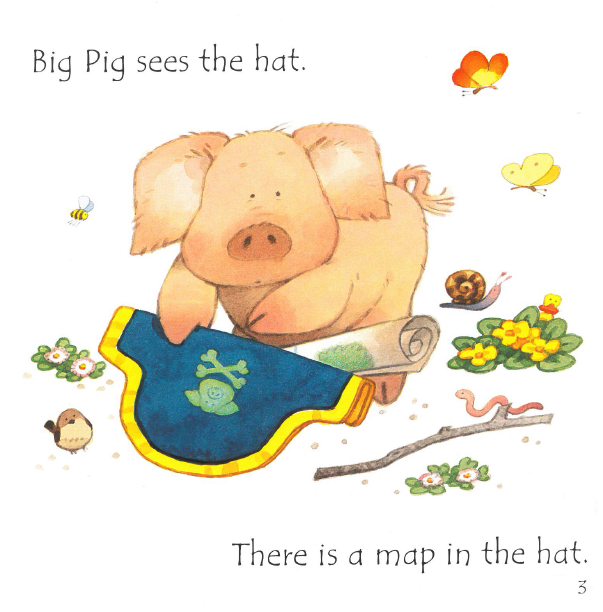 Big Pig sees the hat.
There is a map in the hat.
3